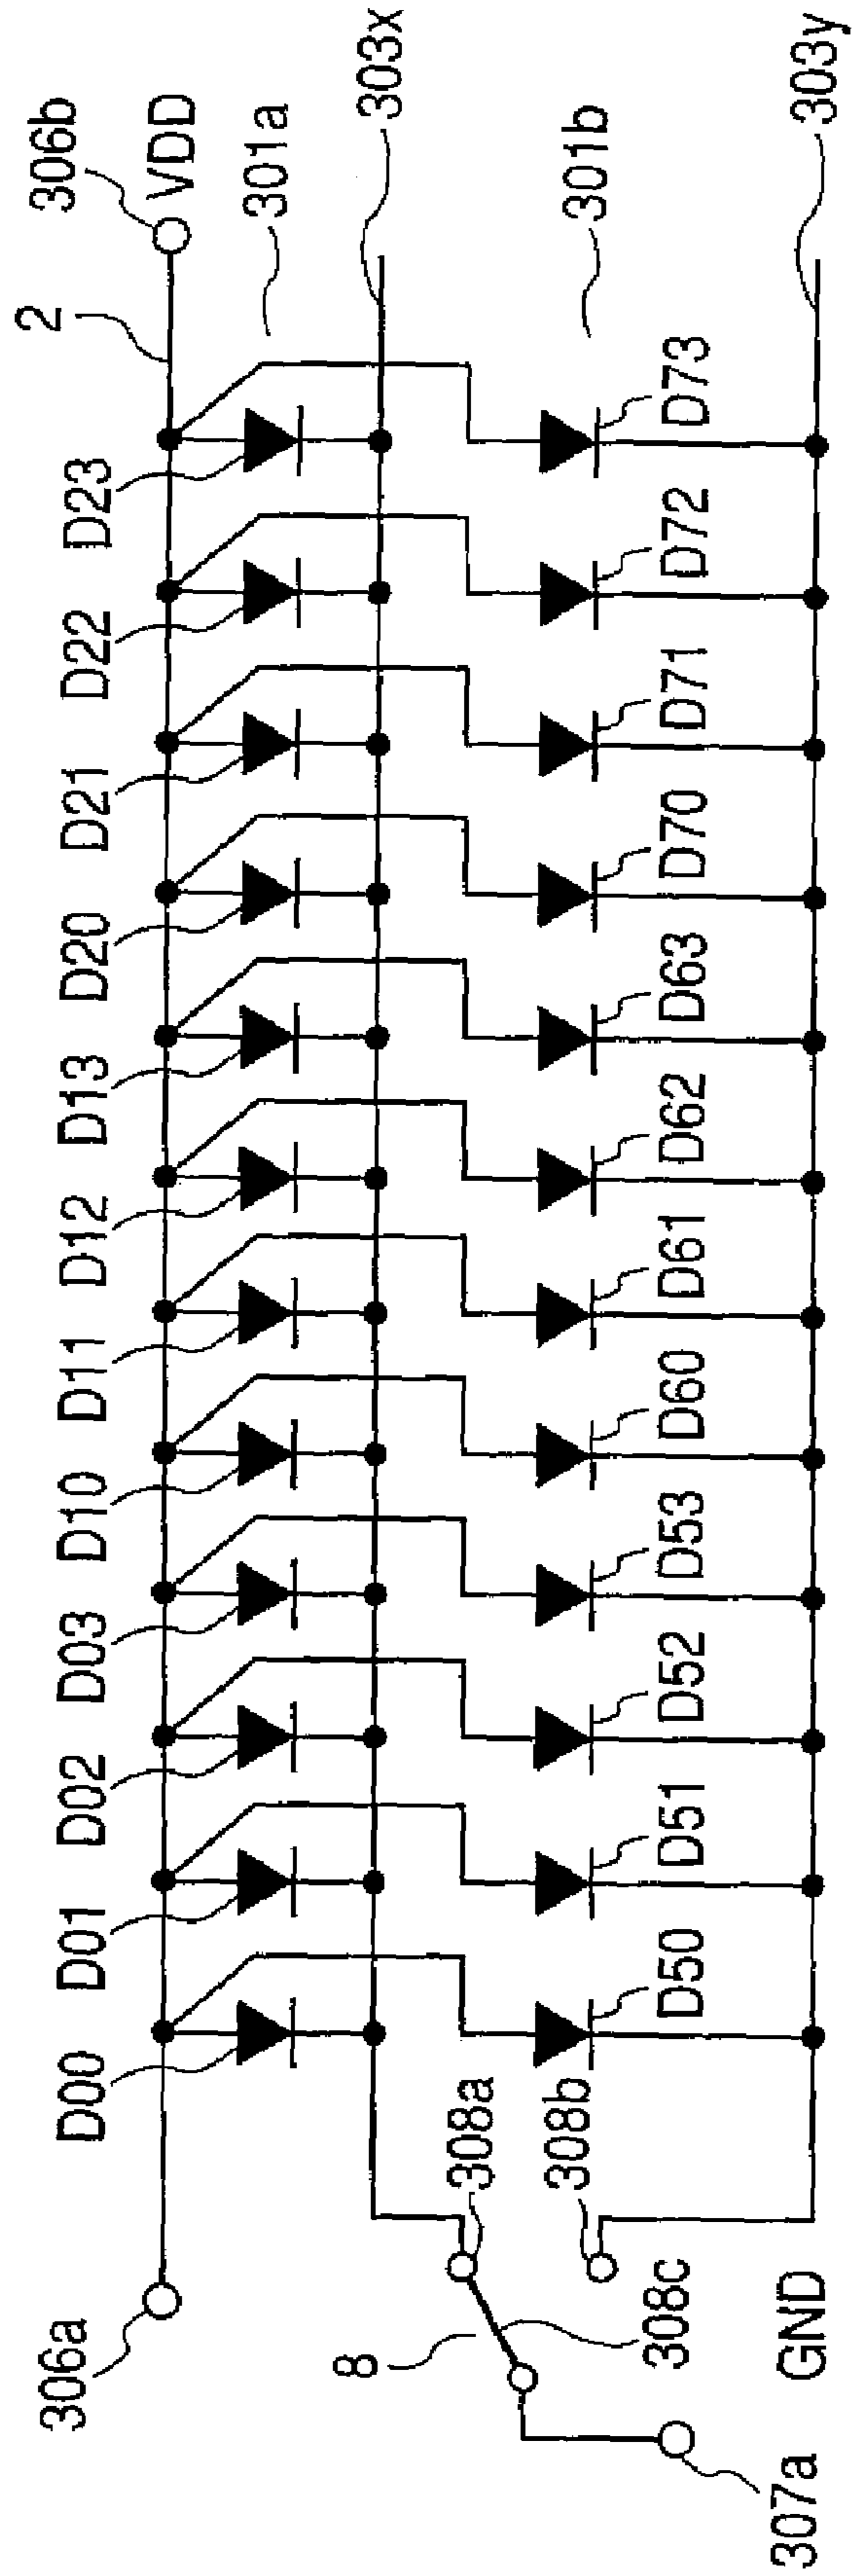 306a
2
306b
VDD
D00
D01
D02
D03
D10
D11
D12
D13
D20
D21
D22
D23
301a
303x
8
308a
308b
308c
301b
D50
D51
D52
D53
D60
D61
D62
D63
D70
D71
D72
D73
307a
GND
303y